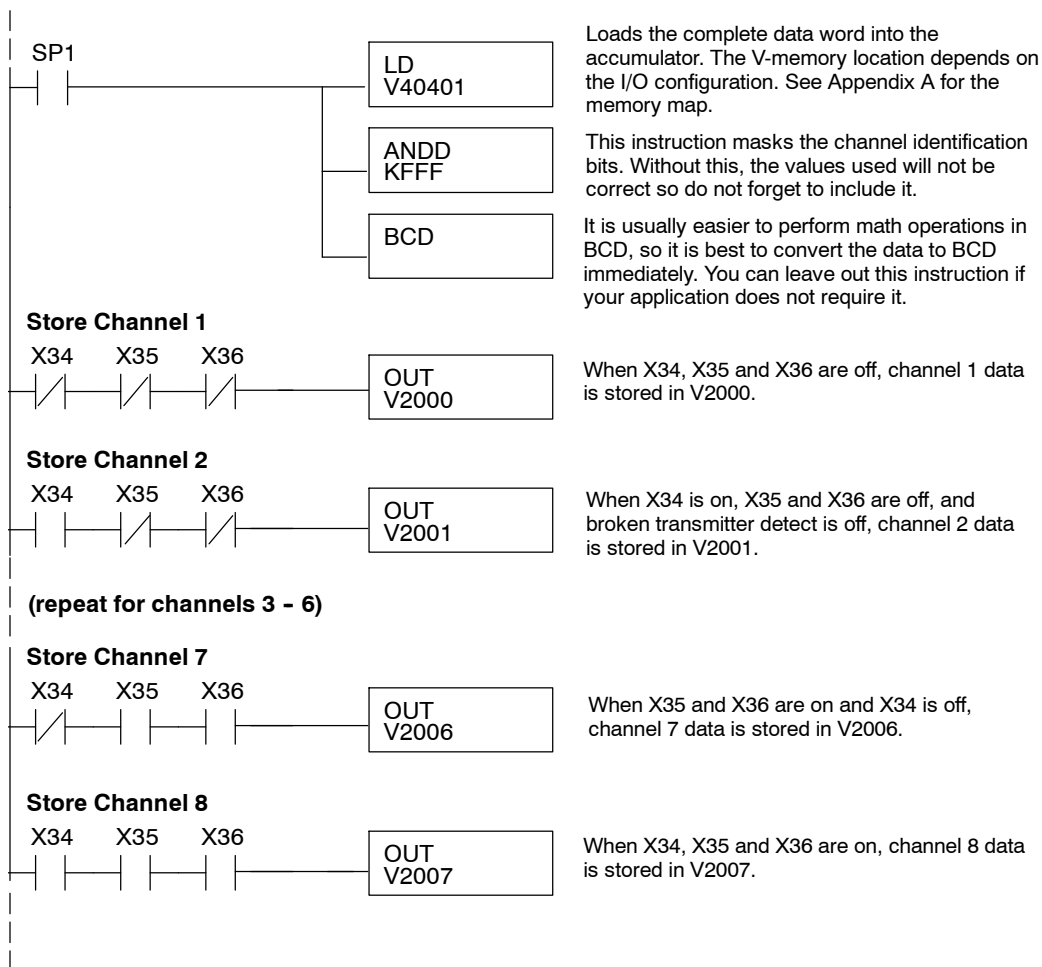 SP1
LD
V40401
Loads the complete data word into the
accumulator. The V-memory location depends on
the I/O configuration. See Appendix A for the
memory map.
ANDD
KFFF
This instruction masks the channel identification
bits. Without this, the values used will not be
correct so do not forget to include it.
BCD
It is usually easier to perform math operations in
BCD, so it is best to convert the data to BCD
immediately. You can leave out this instruction if
your application does not require it.
Store Channel 1
X34 X35 X36
OUT
V2000
When X34, X35 and X36 are off, channel 1 data
is stored in V2000.
Store Channel 2
X34 X35 X36
OUT
V2001
When X34 is on, X35 and X36 are off, and
broken transmitter detect is off, channel 2 data
is stored in V2001.
(repeat for channels 3 - 6)
Store Channel 7
X34 X35 X36
OUT
V2006
When X35 and X36 are on and X34 is off,
channel 7 data is stored in V2006.
Store Channel 8
X34 X35 X36
OUT
V2007
When X34, X35 and X36 are on, channel 8 data
is stored in V2007.